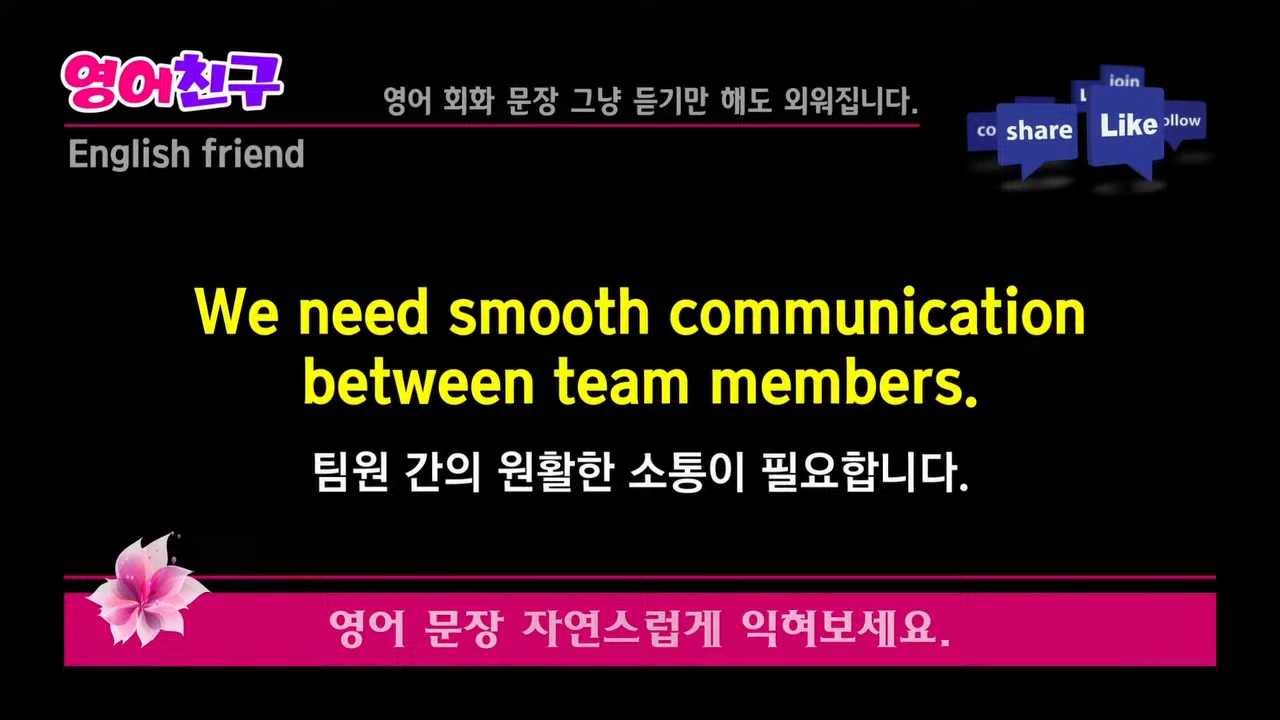 영어친구
영어 회화 문장 그냥 듣기만 해도 외워집니다.
English friend
join
share
Like
We need smooth communication
between team members.
팀원 간의 원활한 소통이 필요합니다.
영어 문장 자연스럽게 익혀보세요.